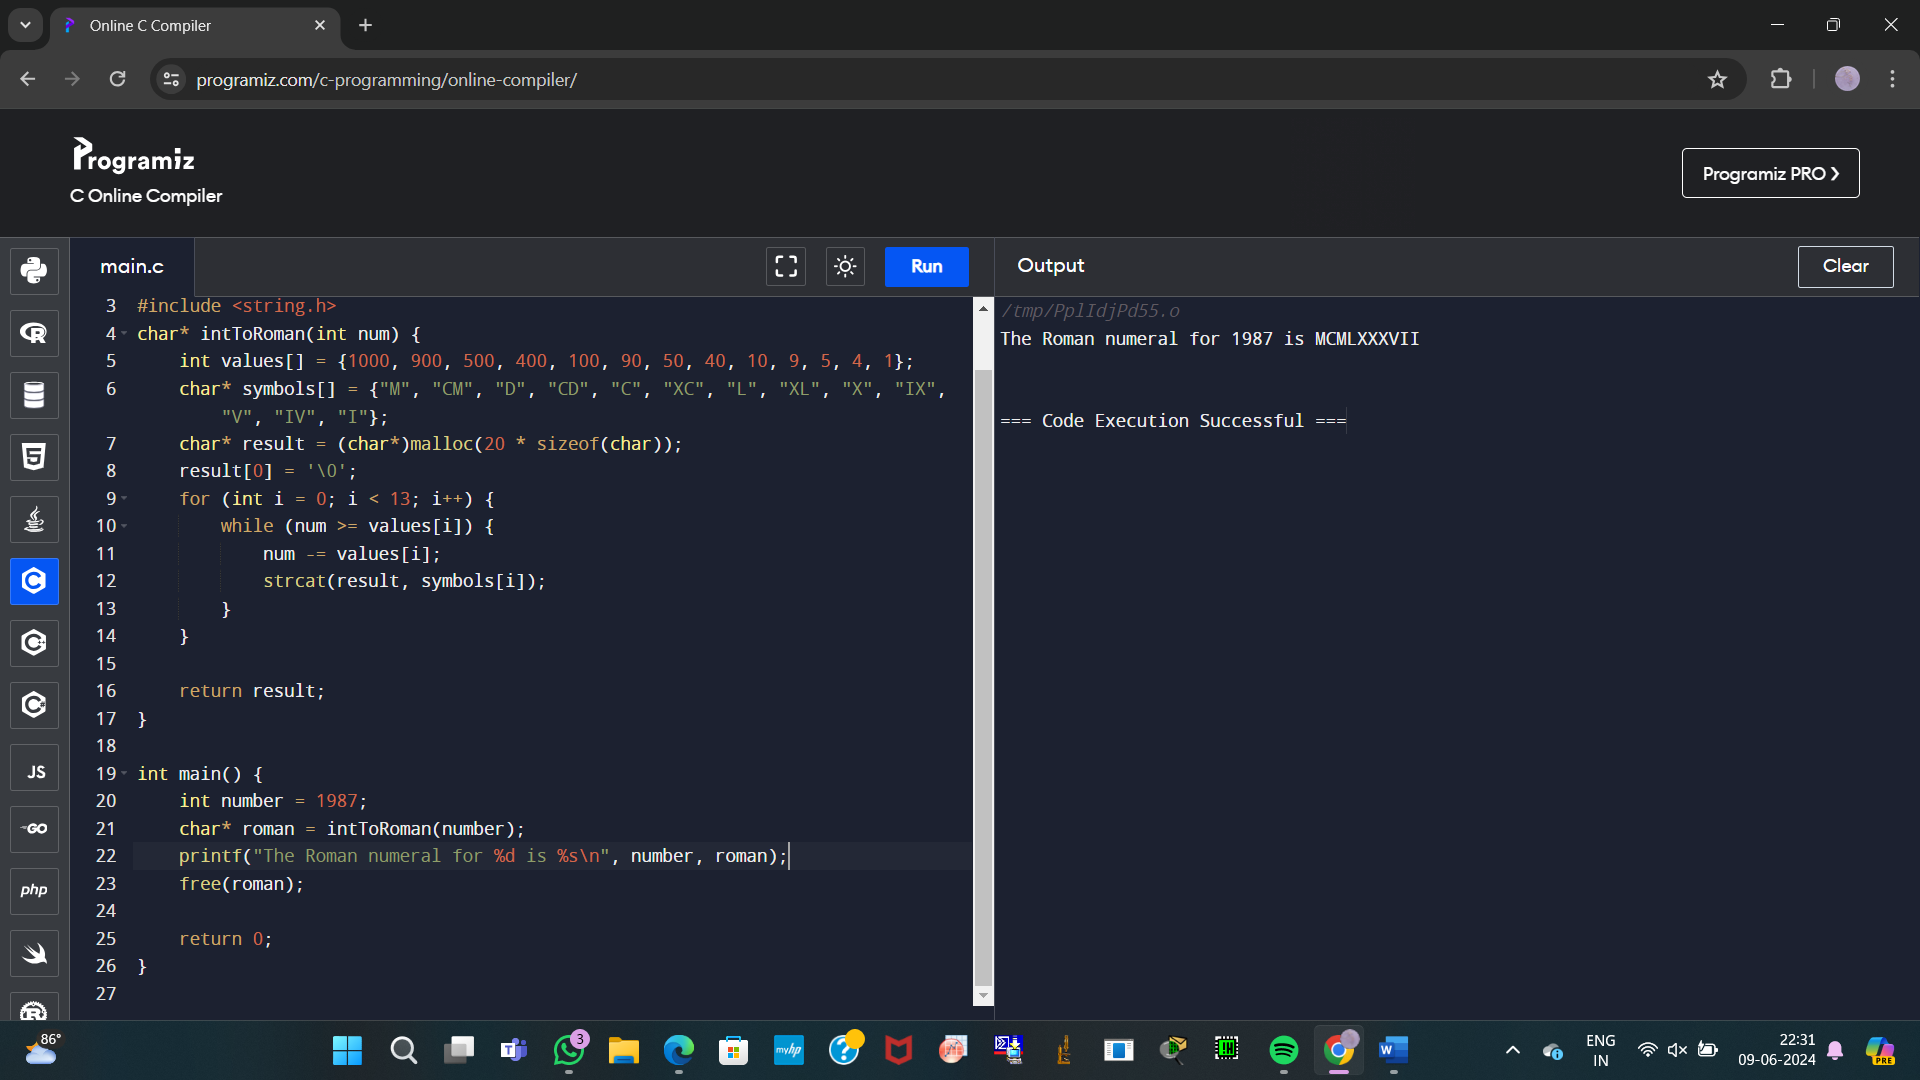 Online C Compiler
programiz.com/c-programming/online-compiler/
Programiz
C Online Compiler
Programiz PRO ❯
main.c
Run
Output
Clear
3 #include <string.h>
4 char* intToRoman(int num) {
5 int values[] = {1000, 900, 500, 400, 100, 90, 50, 40, 10, 9, 5, 4, 1};
6 char* symbols[] = {"M", "CM", "D", "CD", "C", "XC", "L", "XL", "X", "IX",
"V", "IV", "I"};
7 char* result = (char*)malloc(20 * sizeof(char));
8 result[0] = '\0';
9 for (int i = 0; i < 13; i++) {
10 while (num >= values[i]) {
11 num -= values[i];
12 strcat(result, symbols[i]);
13 }
14 }
15
16 return result;
17 }
18
19 int main() {
20 int number = 1987;
21 char* roman = intToRoman(number);
22 printf("The Roman numeral for %d is %s\n", number, roman);
23 free(roman);
24
25 return 0;
26 }
27
/tmp/PplIdjPd55.o
The Roman numeral for 1987 is MCMLXXXVII
=== Code Execution Successful ===
JS
GO
php
86°
3
myhp
ENG
IN
22:31
09-06-2024
PRE